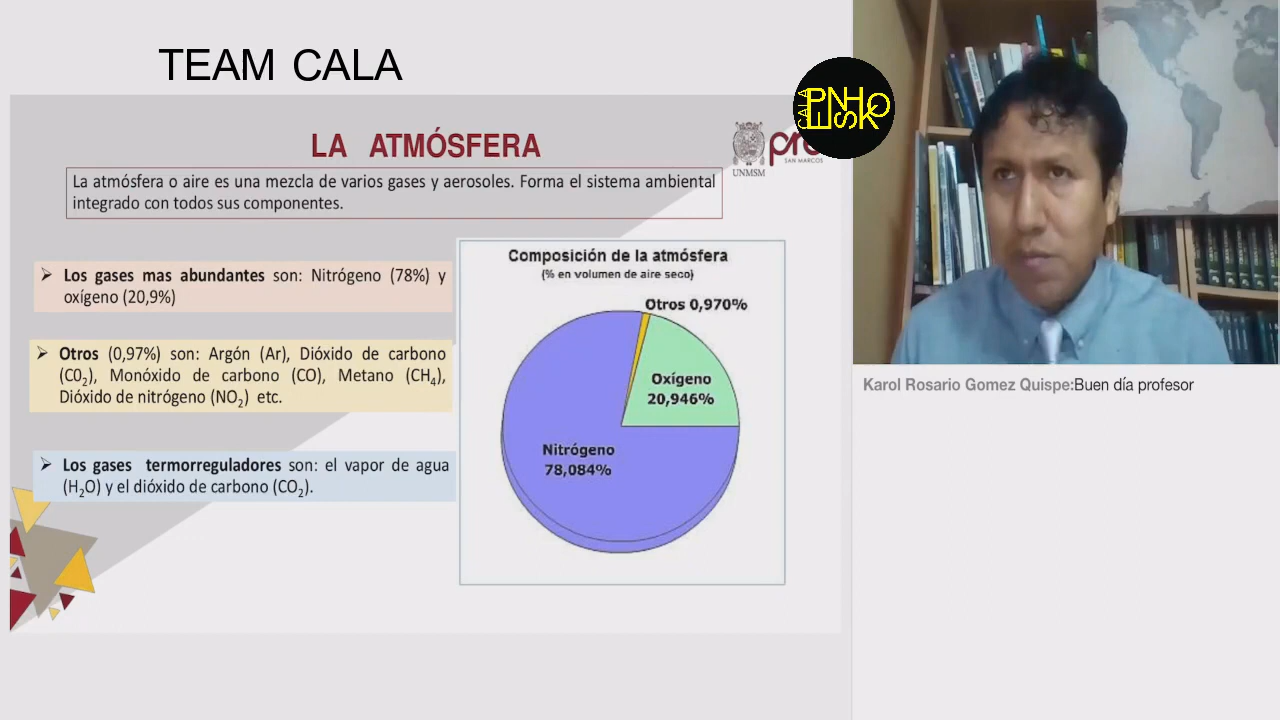 TEAM CALA
LA ATMÓSFERA
UNMSM
SAN MARCOS
La atmósfera o aire es una mezcla de varios gases y aerosoles. Forma el sistema ambiental
integrado con todos sus componentes.
➢ Los gases mas abundantes son: Nitrógeno (78%) y
oxígeno (20,9%)
➢ Otros (0,97%) son: Argón (Ar), Dióxido de carbono
(C0₂), Monóxido de carbono (CO), Metano (CH₄),
Dióxido de nitrógeno (NO₂) etc.
➢ Los gases termorreguladores son: el vapor de agua
(H₂O) y el dióxido de carbono (CO₂).
Composición de la atmósfera
(% en volumen de aire seco)
Otros 0,970%
Oxígeno
20,946%
Nitrógeno
78,084%
Karol Rosario Gomez Quispe:Buen día profesor